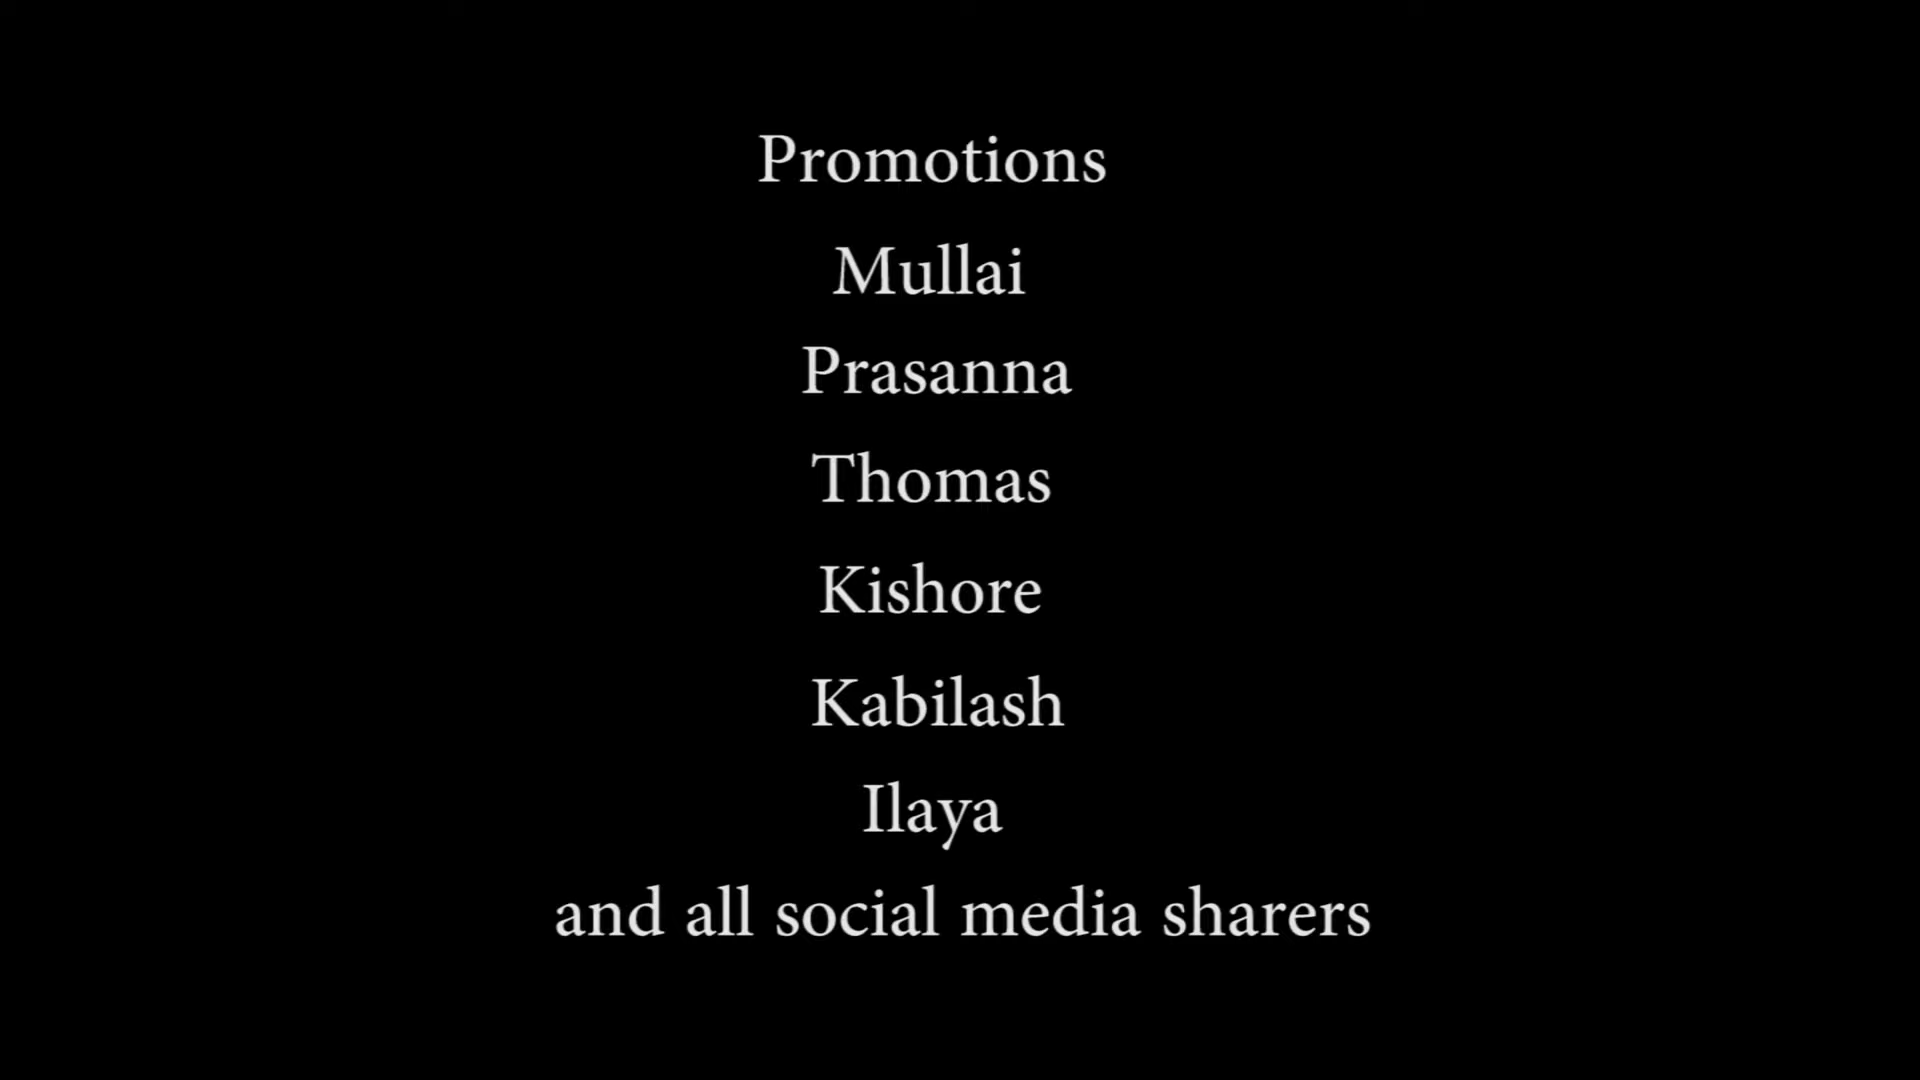 Promotions
Mullai
Prasanna
Thomas
Kishore
Kabilash
Ilaya
and all social media sharers